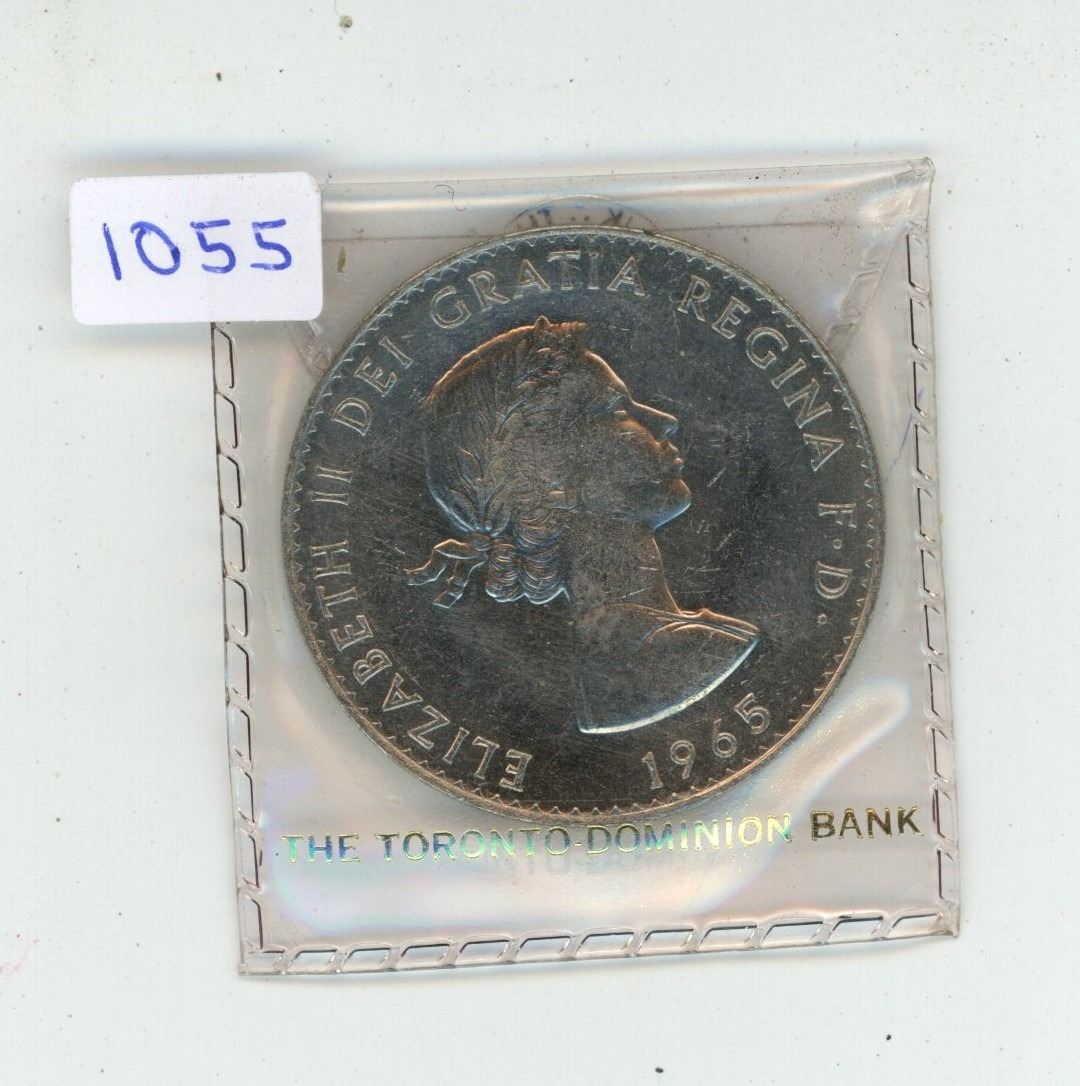 1055
ELIZABETH II DEI · GRATIA REGINA F·D·
1965
THE TORONTO-DOMINION BANK